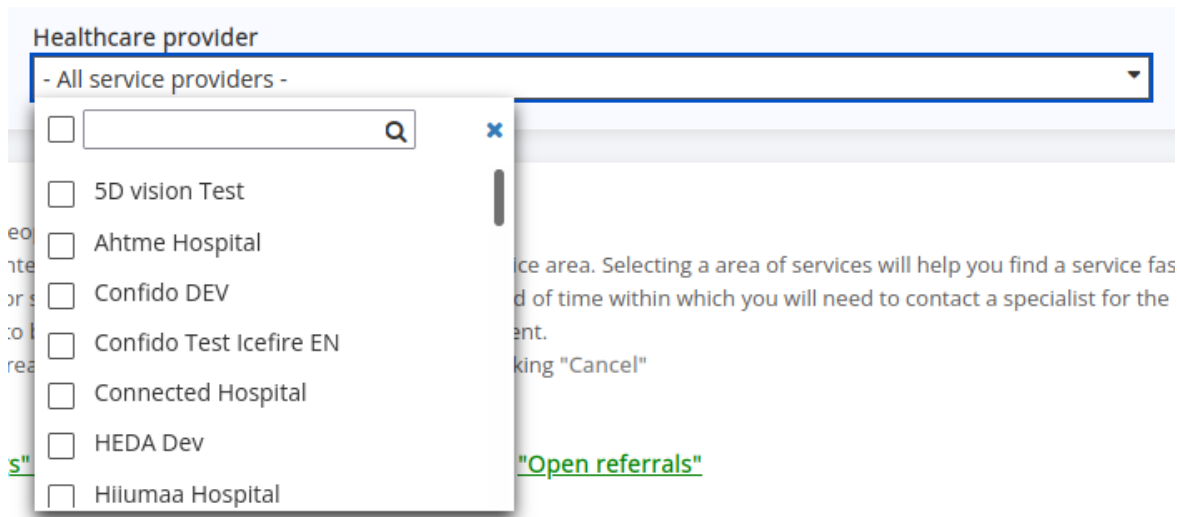 Healthcare provider
- All service providers -
5D vision Test
Ahtme Hospital
ice area. Selecting a area of services will help you find a service fas
Confido DEV
d of time within which you will need to contact a specialist for the
ent.
Confido Test Icefire EN
king "Cancel"
Connected Hospital
HEDA Dev
"Open referrals"
Hiiumaa Hospital